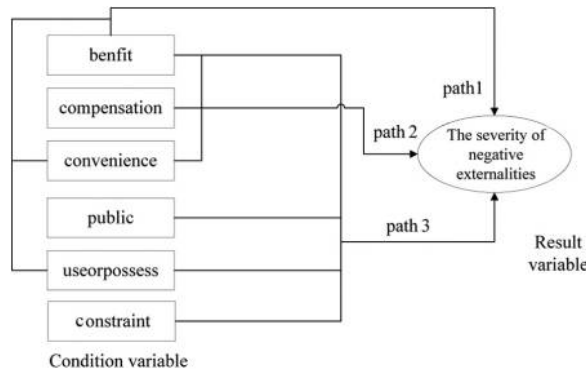 benfit
compensation
convenience
public
useorpossess
constraint
Condition variable
path1
path 2
path 3
The severity of
negative
externalities
Result
variable